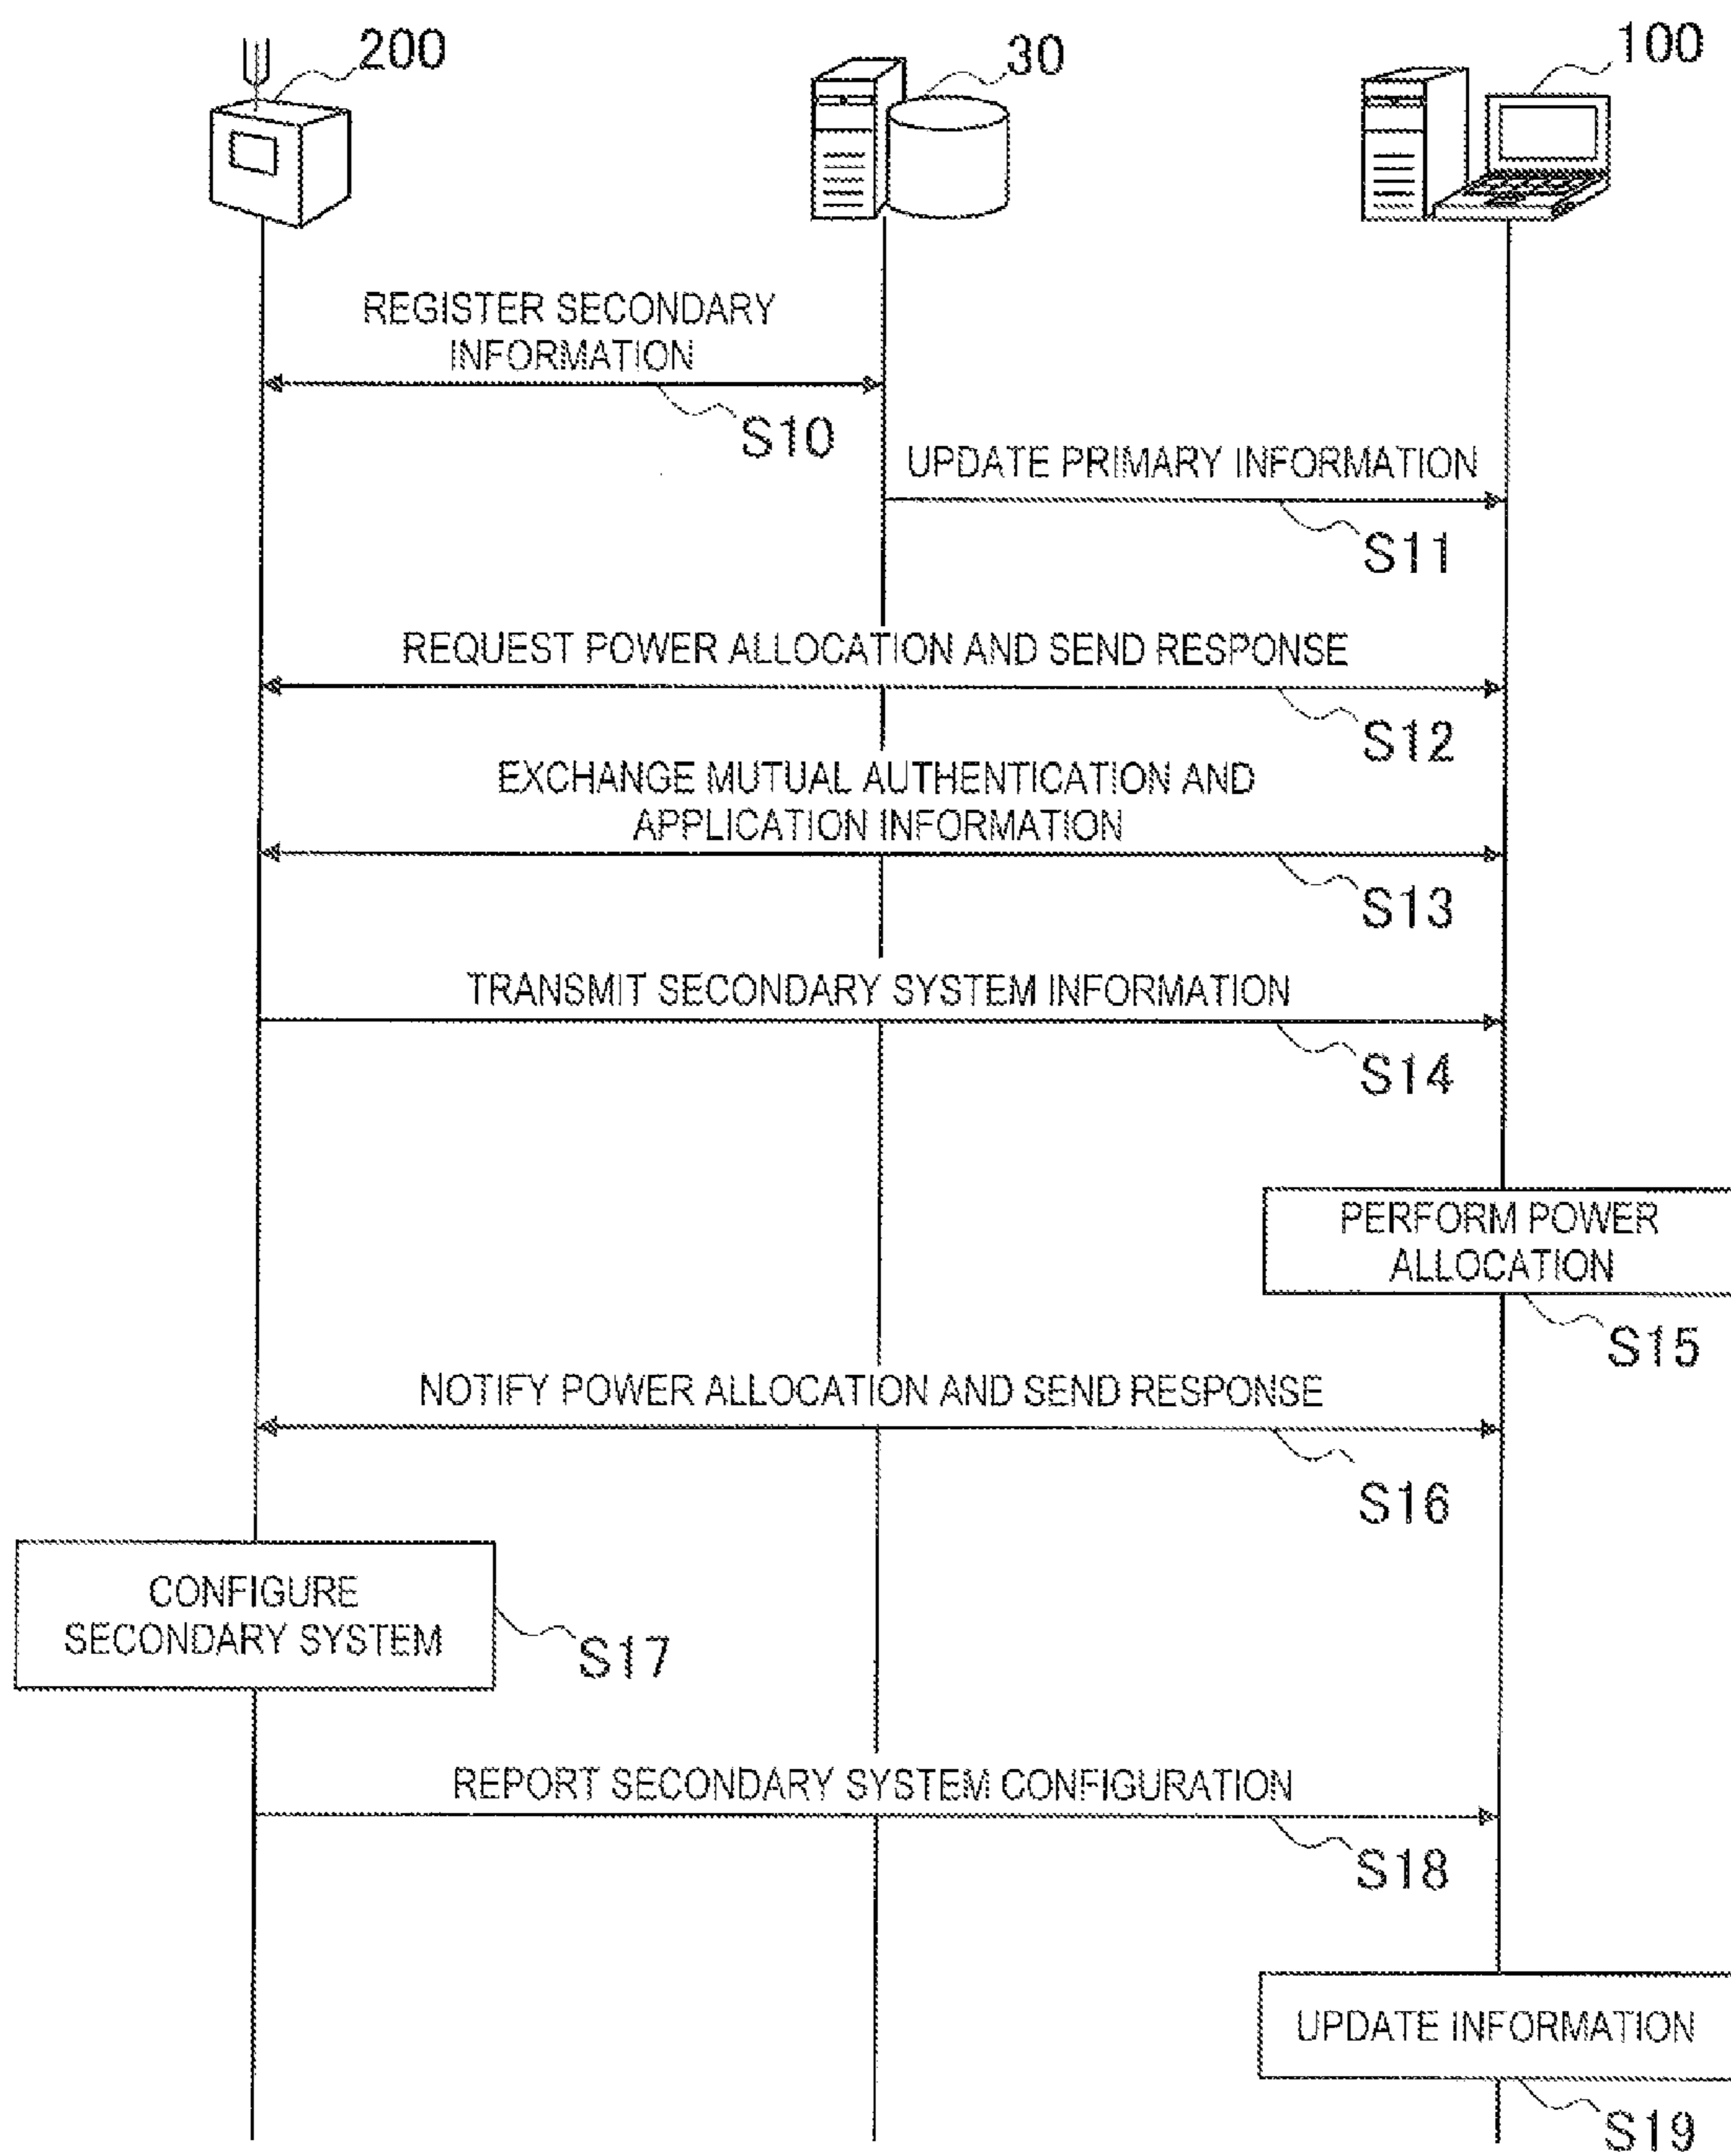 200
30
100
REGISTER SECONDARY
INFORMATION
S10
UPDATE PRIMARY INFORMATION
S11
REQUEST POWER ALLOCATION AND SEND RESPONSE
S12
EXCHANGE MUTUAL AUTHENTICATION AND
APPLICATION INFORMATION
S13
TRANSMIT SECONDARY SYSTEM INFORMATION
S14
PERFORM POWER
ALLOCATION
S15
NOTIFY POWER ALLOCATION AND SEND RESPONSE
S16
CONFIGURE
SECONDARY SYSTEM
S17
REPORT SECONDARY SYSTEM CONFIGURATION
S18
UPDATE INFORMATION
S19